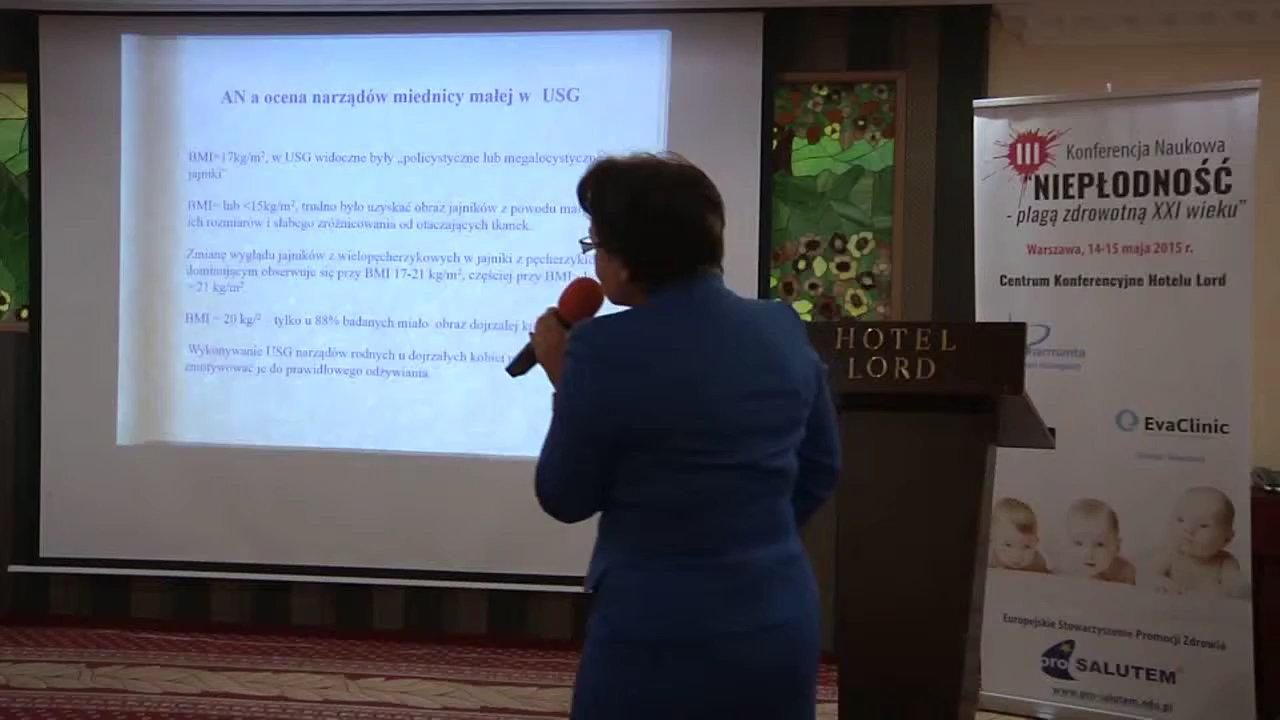 AN a ocena narządów miednicy małej w USG
BMI=17kg/m², w USG widoczne były „policystyczne lub
jajniki”
BMI= lub <15kg/m², trudno było uzyskać obraz jajników z powodu
ich rozmiarów i słabego zróżnicowania od otaczających tkanek.
Zmianę wyglądu jajników z wielopęcherzykowych w jajniki z
dominującym obserwuje się przy BMI 17-21 kg/m², częściej przy BMI
21 kg/m².
BMI = 20 kg/² tylko u 88% badanych miało obraz dojrzałej
Wykonywanie USG narządów rodnych u dojrzałych kobiet
zmotywować je do prawidłowego odżywiania.
HOTEL
LORD
III Konferencja Naukowa
"NIEPŁODNOŚĆ
- plagą zdrowotną XXI wieku”
Warszawa, 14-15 maja 2015 r.
Centrum Konferencyjne Hotelu Lord
EvaClinic
Europejskie Stowarzyszenie Promocji Zdrowia
pro SALUTEM®
www.pro-salutem.edu.pl